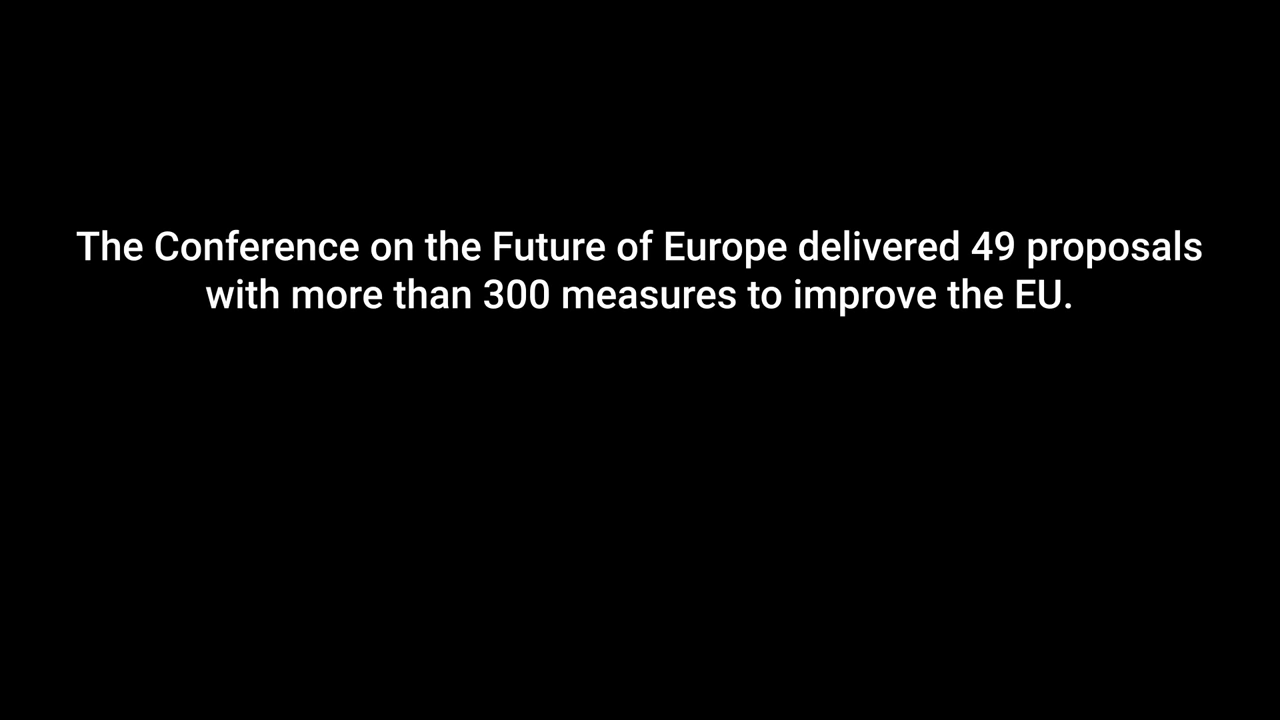 The Conference on the Future of Europe delivered 49 proposals
with more than 300 measures to improve the EU.